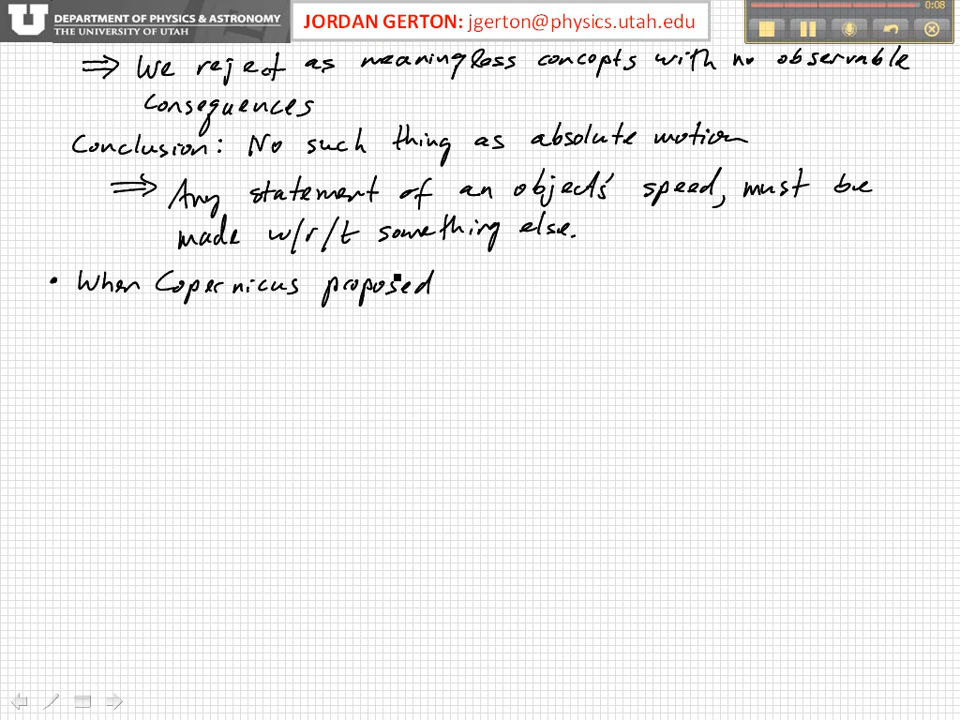 U DEPARTMENT OF PHYSICS & ASTRONOMY
THE UNIVERSITY OF UTAH
JORDAN GERTON: jgerton@physics.utah.edu
0:08
⇒ We reject as meaningless concepts with no observable
consequences
Conclusion: No such thing as absolute motion
⇒ Any statement of an object's speed, must be
made w/r/t something else.
• When Copernicus proposed